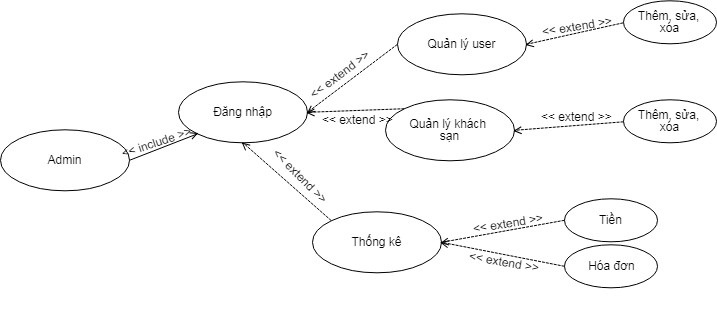 Thêm, sửa,
xóa
<< extend >>
Quản lý user
<< extend >>
Đăng nhập
<< extend >>
Quản lý khách
sạn
<< extend >>
Thêm, sửa,
xóa
<< include >>
Admin
<< extend >>
Thống kê
<< extend >>
Tiền
<< extend >>
Hóa đơn